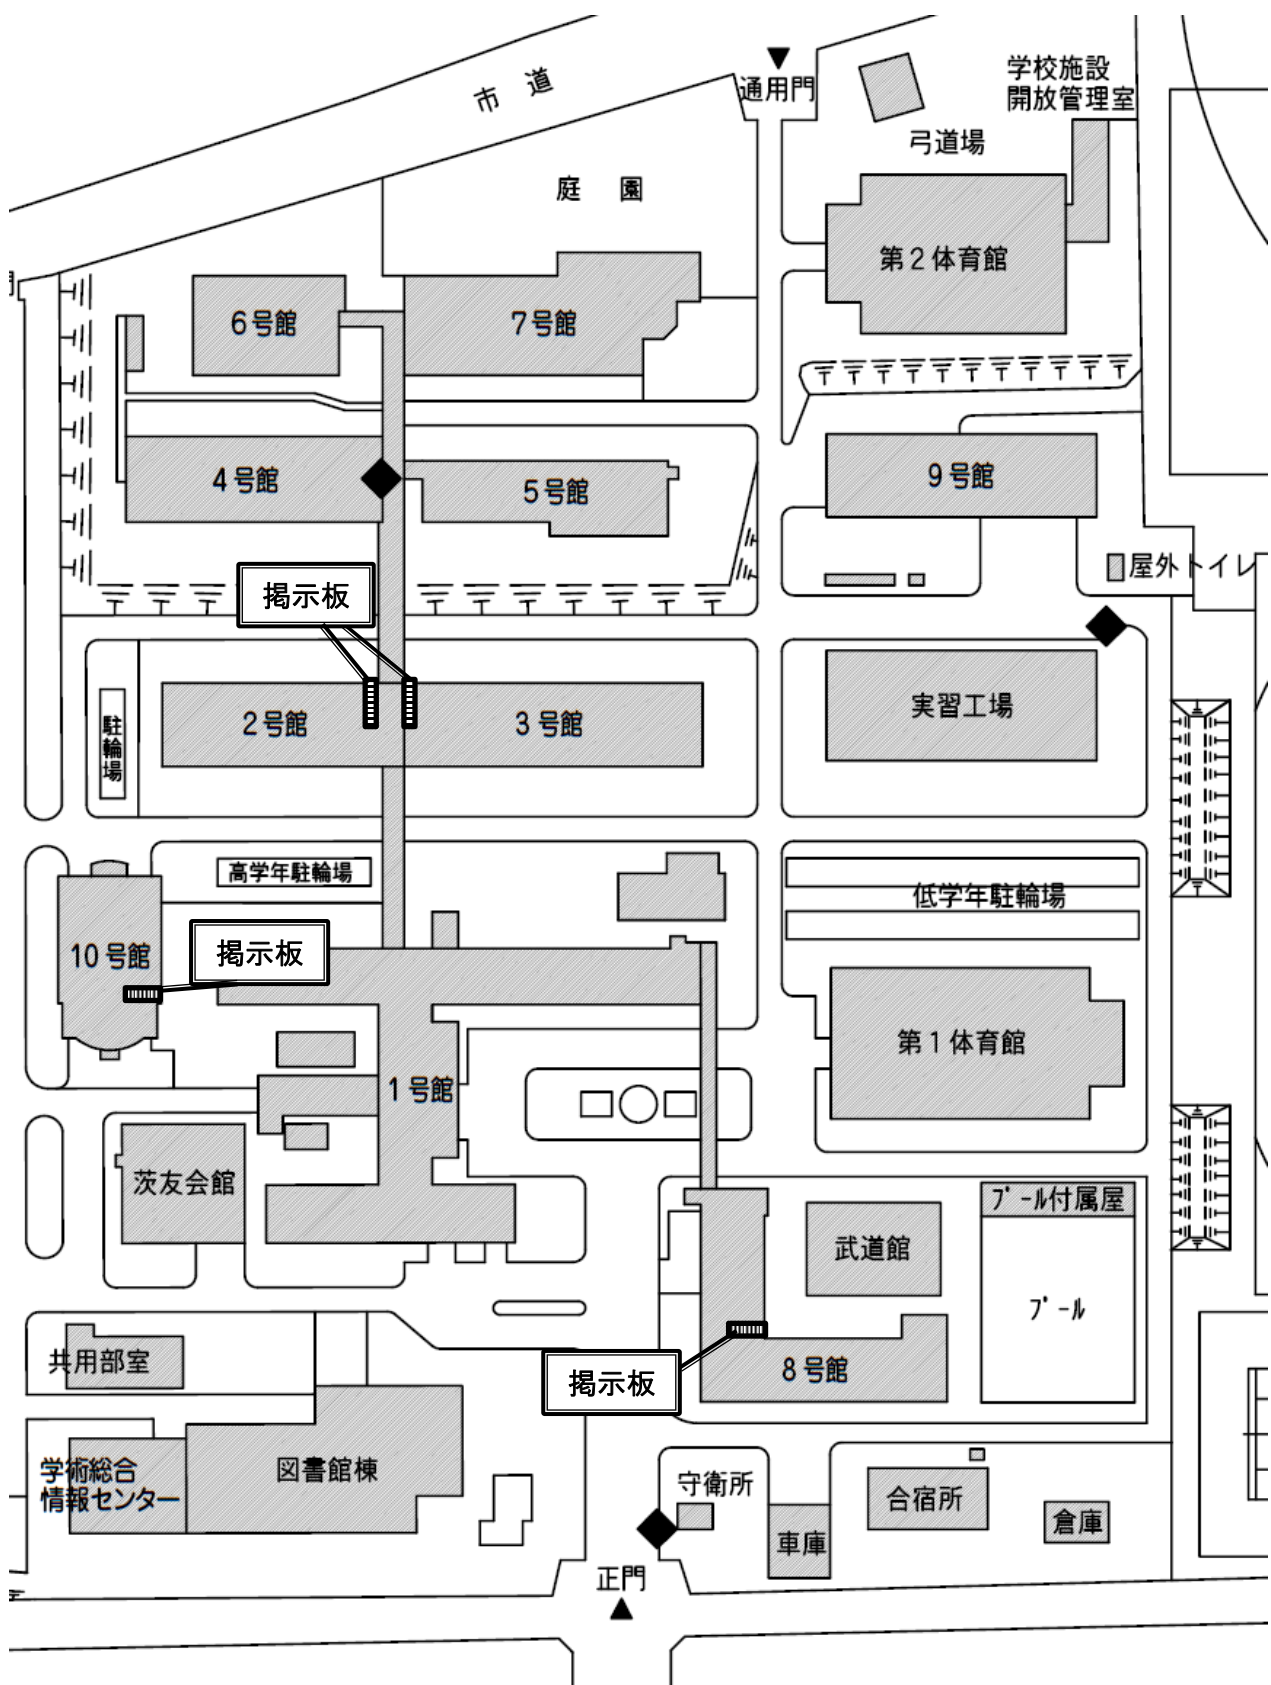 市道
通用門
学校施設
開放管理室
弓道場
庭園
第2体育館
6号館
7号館
4号館
5号館
9号館
屋外トイレ
掲示板
駐輪場
2号館
3号館
実習工場
高学年駐輪場
低学年駐輪場
10号館
掲示板
第1体育館
1号館
茨友会館
プール付属屋
武道館
プール
共用部室
掲示板
8号館
学術総合
情報センター
図書館棟
守衛所
合宿所
倉庫
車庫
正門